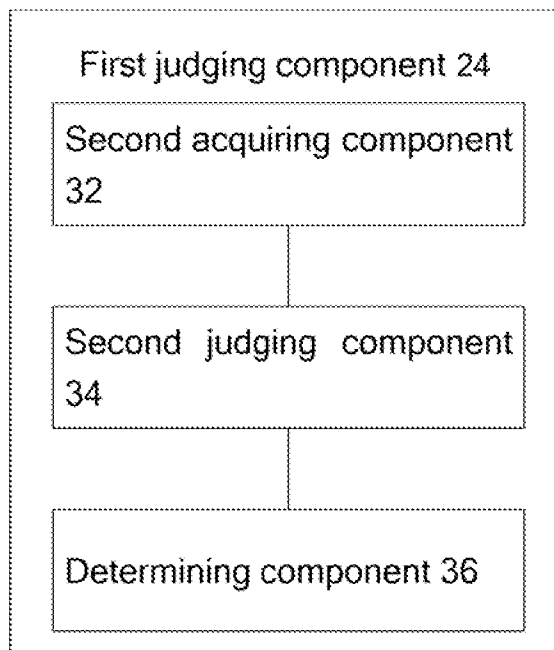 First judging component 24
Second acquiring component
32
Second judging component
34
Determining component 36